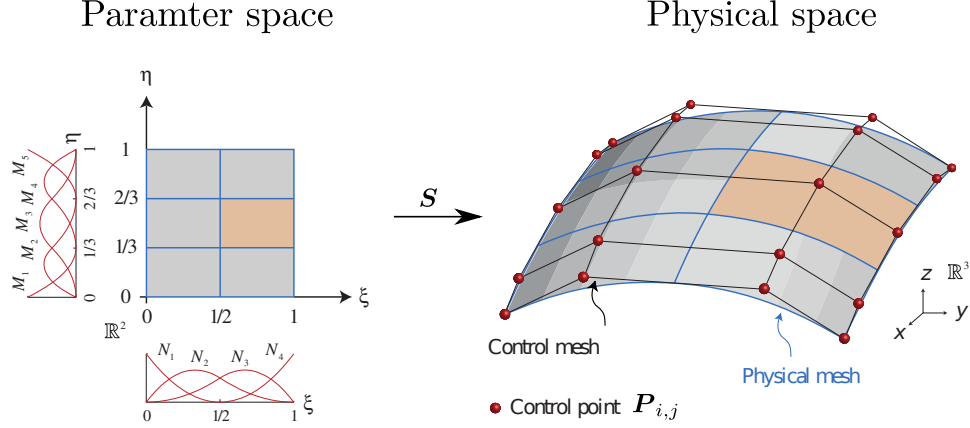 Paramter space
Physical space
η
η
1
2/3
1/3
0
M₅
M₄
M₃
M₂
M₁
1
2/3
1/3
0
ξ
0
1/2
1
ℝ²
S
N₁
N₂
N₃
N₄
0
1/2
1
ξ
z
ℝ³
y
x
Control mesh
Physical mesh
Control point P_{i,j}